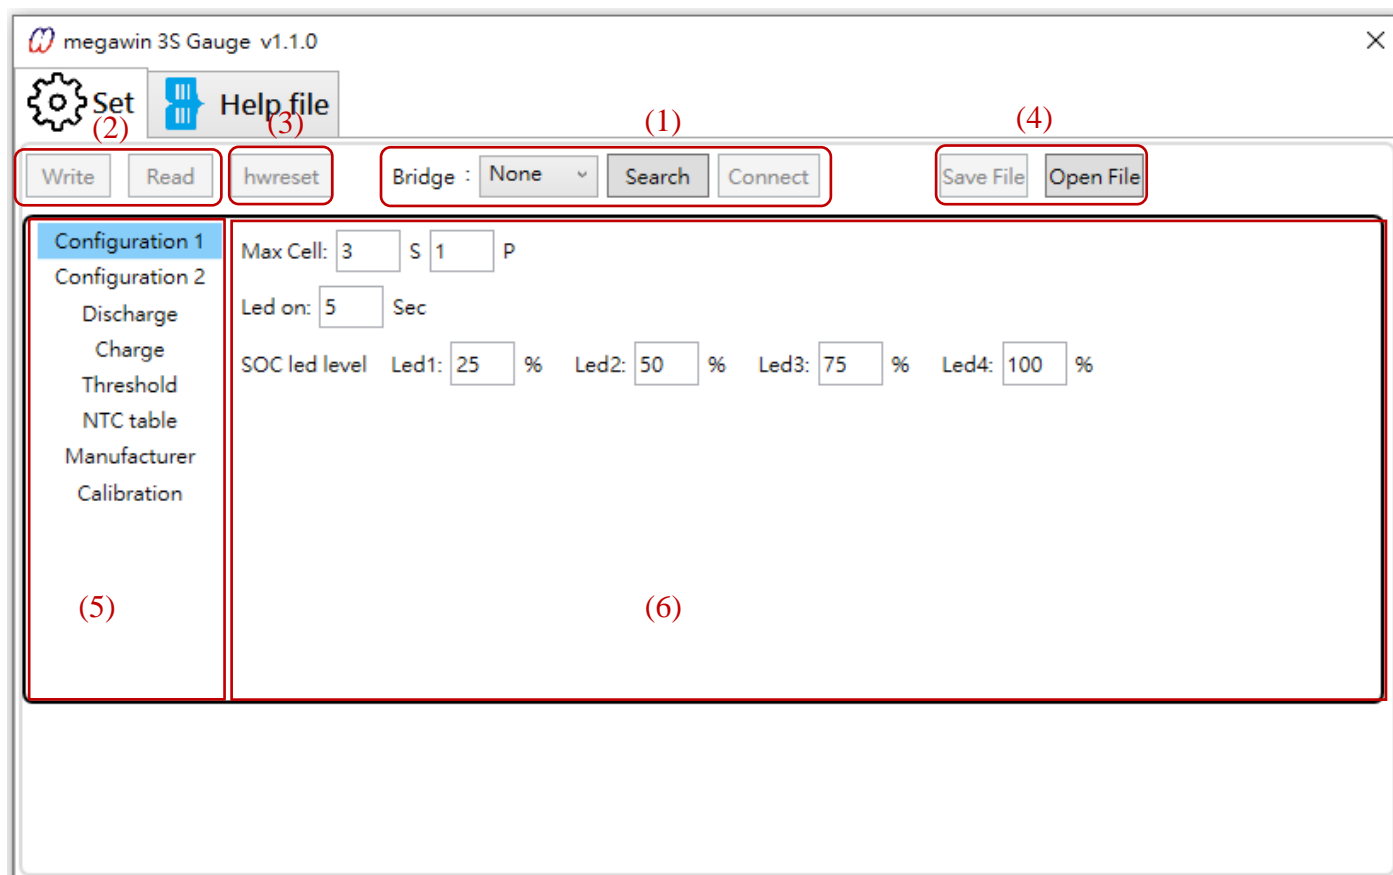 megawin 3S Gauge v1.1.0
Set Help file
(2) (3) (1) (4)
Write Read hwreset Bridge : None Search Connect Save File Open File
Configuration 1
Configuration 2
Discharge
Charge
Threshold
NTC table
Manufacturer
Calibration
(5)
Max Cell: 3 S 1 P
Led on: 5 Sec
SOC led level Led1: 25 % Led2: 50 % Led3: 75 % Led4: 100 %
(6)